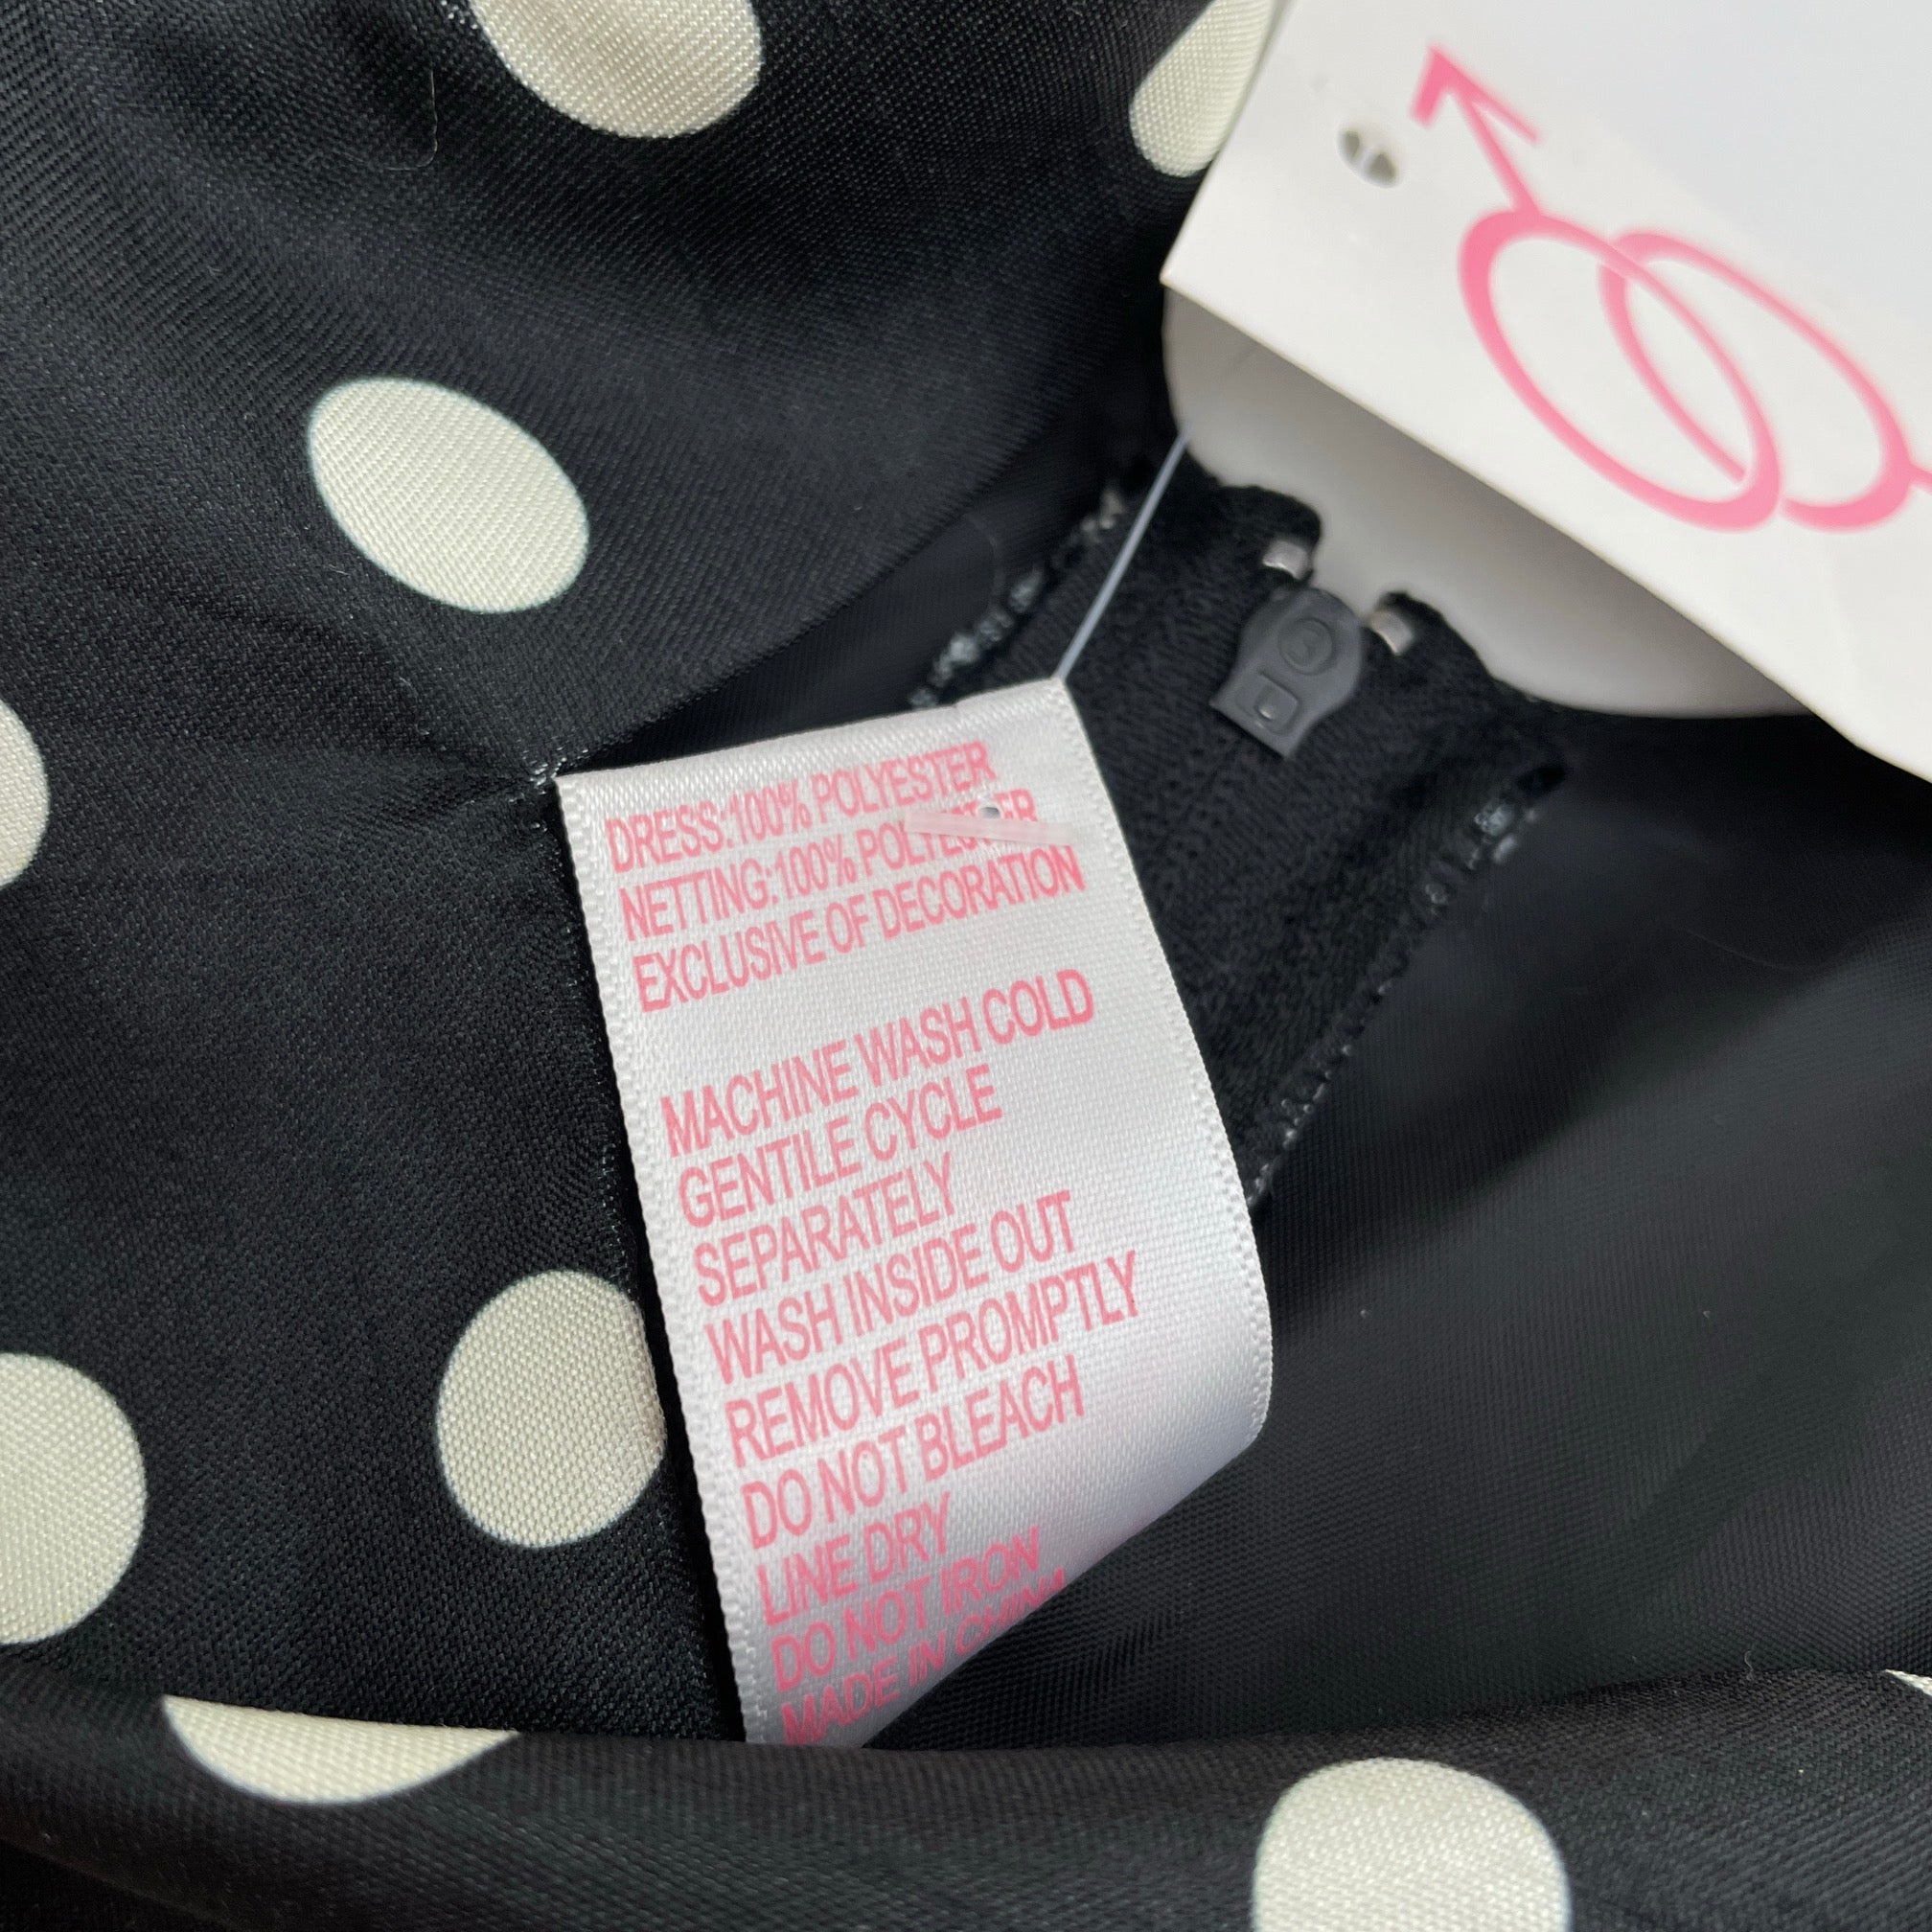 DRESS:100% POLYESTER
NETTING:100% POLYESTER
EXCLUSIVE OF DECORATION
MACHINE WASH COLD
GENTILE CYCLE
SEPARATELY
WASH INSIDE OUT
REMOVE PROMPTLY
DO NOT BLEACH
LINE DRY
DO NOT IRON
MADE IN CHINA